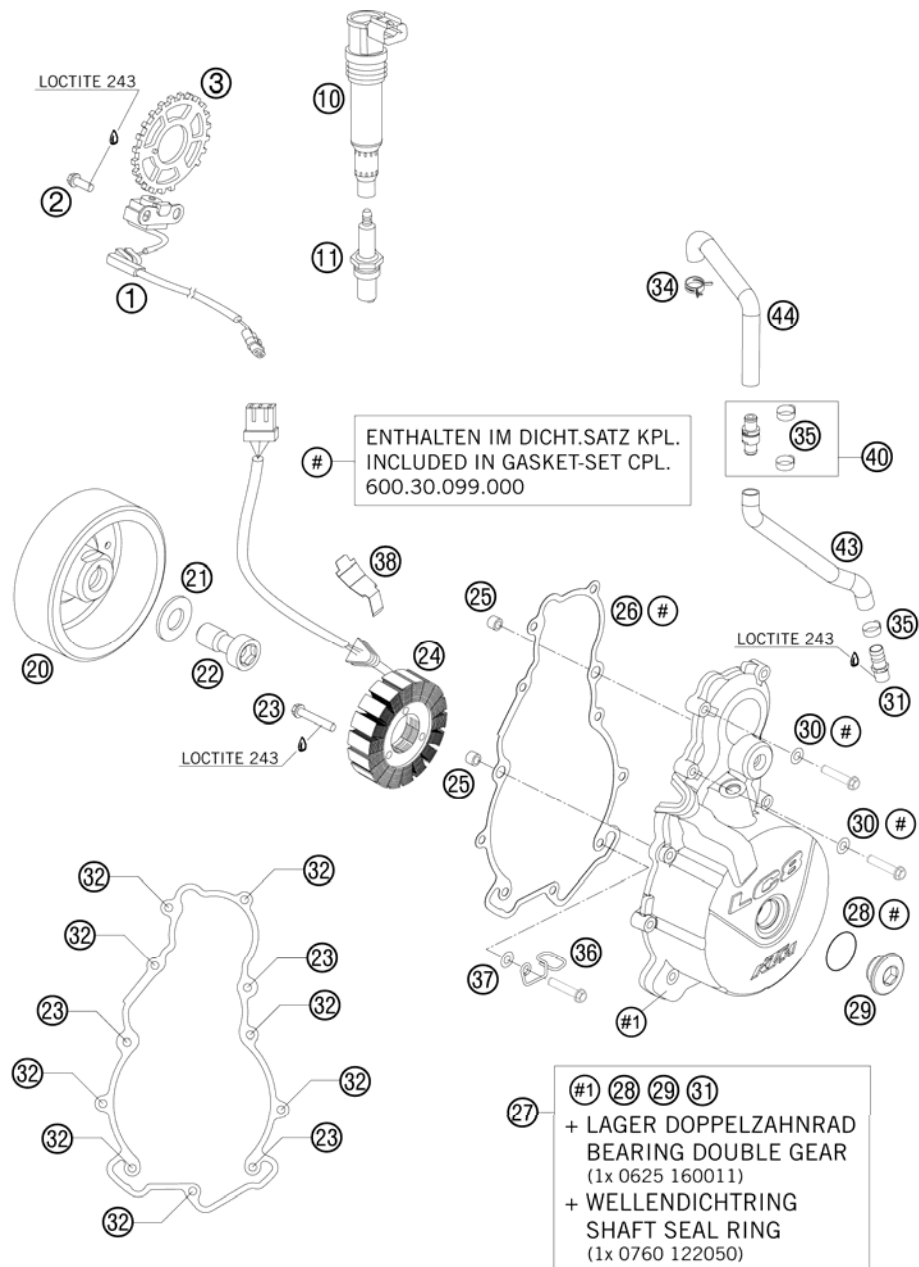 LOCTITE 243
3
2
1
10
11
34
44
35
40
43
35
LOCTITE 243
31
# ENTHALTEN IM DICHT.SATZ KPL.
INCLUDED IN GASKET-SET CPL.
600.30.099.000
38
21
20
22
24
23
LOCTITE 243
25
26 #
25
30 #
30 #
LC8
KTM
28 #
29
36
37
#1
32
32
32
23
23
32
32
32
32
23
32
27
#1 28 29 31
+ LAGER DOPPELZAHNRAD
BEARING DOUBLE GEAR
(1x 0625 160011)
+ WELLENDICHTRING
SHAFT SEAL RING
(1x 0760 122050)